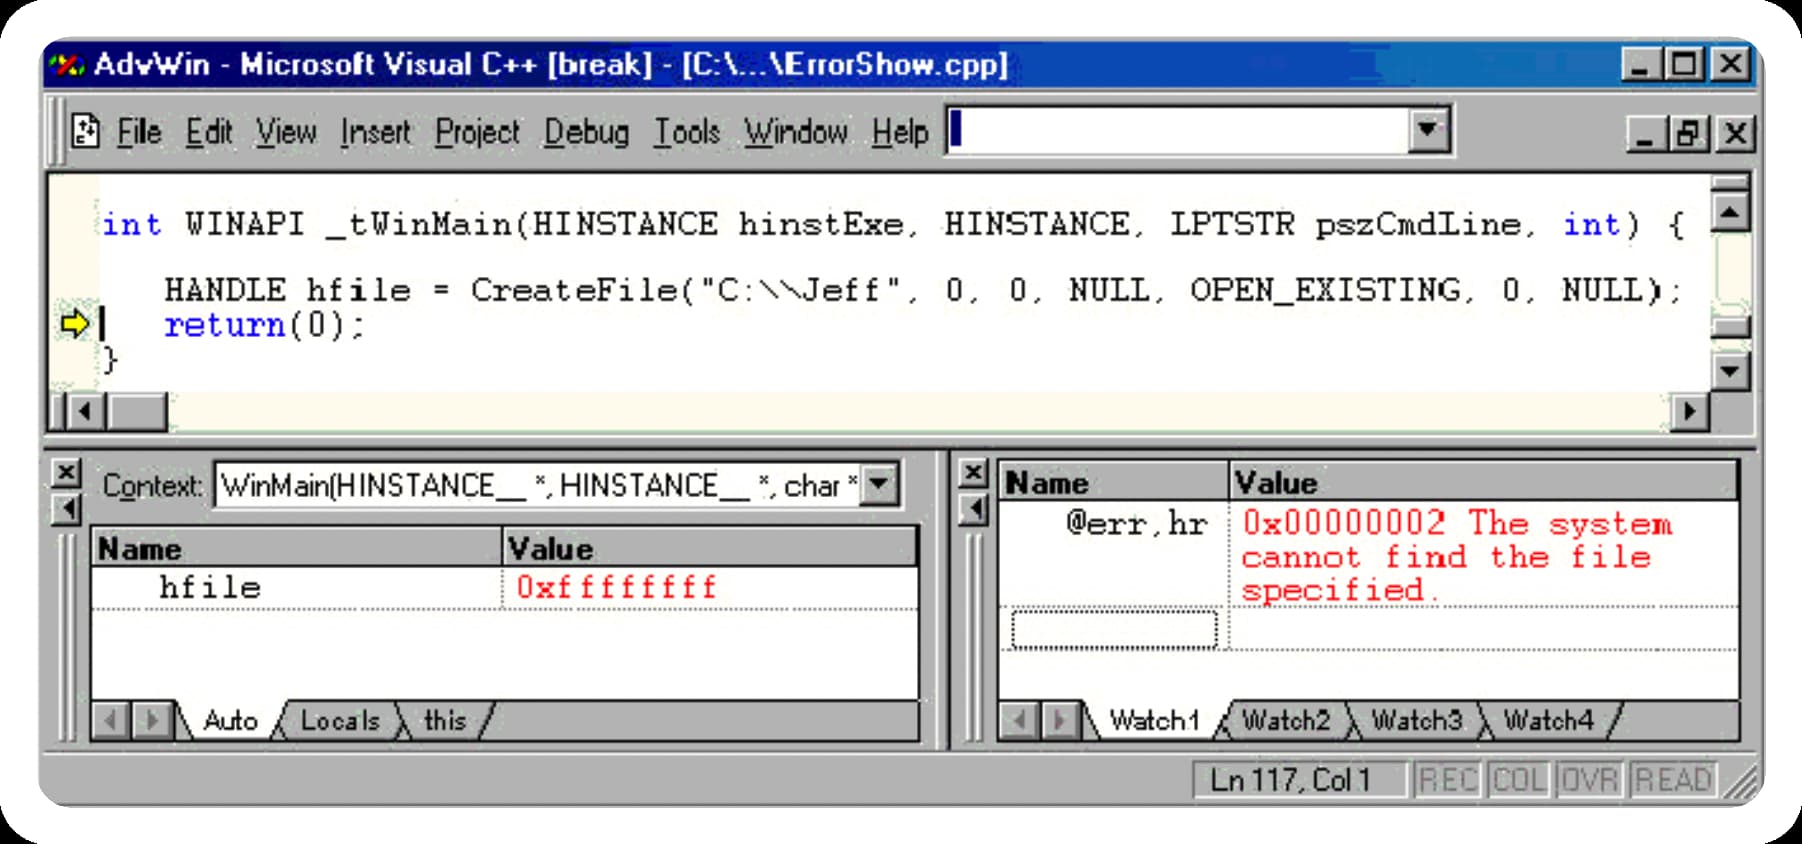 AdvWin - Microsoft Visual C++ [break] - [C:\...\ErrorShow.cpp]
File Edit View Insert Project Debug Tools Window Help
int WINAPI _tWinMain(HINSTANCE hinstExe, HINSTANCE, LPTSTR pszCmdLine, int) {
HANDLE hfile = CreateFile("C:\\Jeff", 0, 0, NULL, OPEN_EXISTING, 0, NULL);
return(0);
}
Context: WinMain(HINSTANCE__ *, HINSTANCE__ *, char *
Name Value
hfile 0xffffffff
Auto Locals this
Name Value
@err,hr 0x00000002 The system
cannot find the file
specified.
Watch1 Watch2 Watch3 Watch4
Ln 117, Col 1 REC COL OVR READ